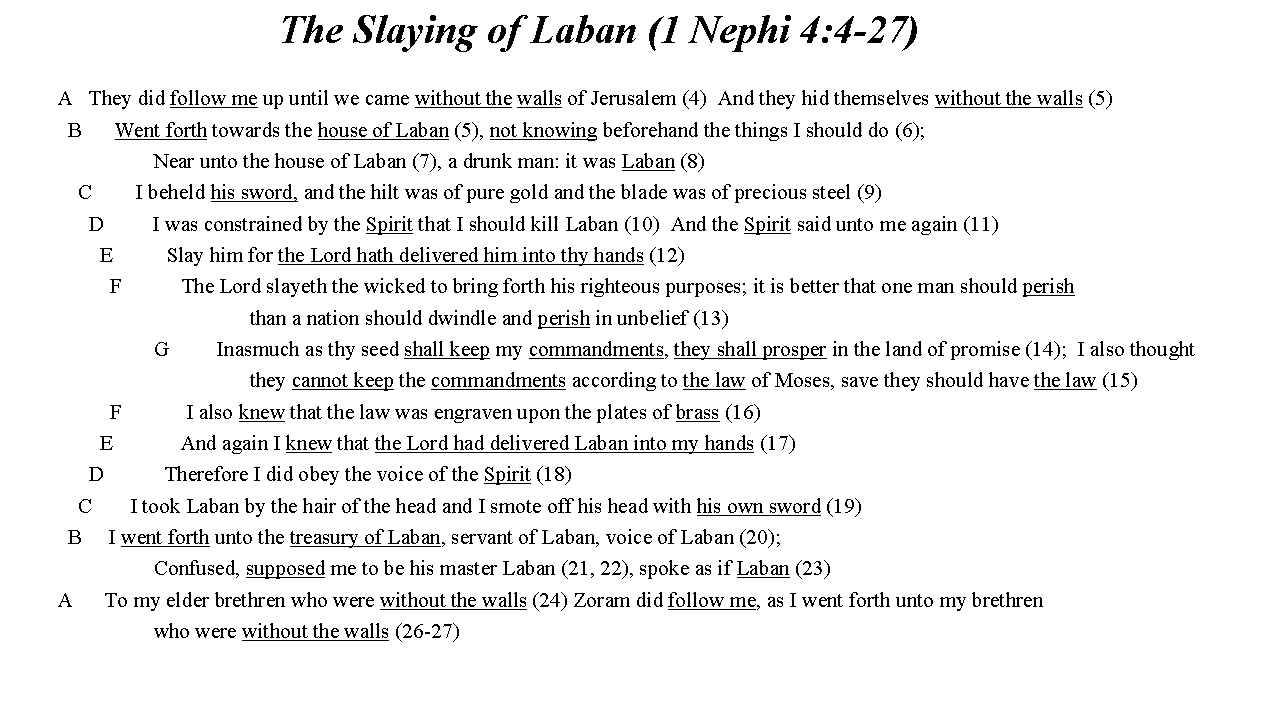 The Slaying of Laban (1 Nephi 4:4-27)
A They did follow me up until we came without the walls of Jerusalem (4) And they hid themselves without the walls (5)
B Went forth towards the house of Laban (5), not knowing beforehand the things I should do (6);
Near unto the house of Laban (7), a drunk man: it was Laban (8)
C I beheld his sword, and the hilt was of pure gold and the blade was of precious steel (9)
D I was constrained by the Spirit that I should kill Laban (10) And the Spirit said unto me again (11)
E Slay him for the Lord hath delivered him into thy hands (12)
F The Lord slayeth the wicked to bring forth his righteous purposes; it is better that one man should perish
than a nation should dwindle and perish in unbelief (13)
G Inasmuch as thy seed shall keep my commandments, they shall prosper in the land of promise (14); I also thought
they cannot keep the commandments according to the law of Moses, save they should have the law (15)
F I also knew that the law was engraven upon the plates of brass (16)
E And again I knew that the Lord had delivered Laban into my hands (17)
D Therefore I did obey the voice of the Spirit (18)
C I took Laban by the hair of the head and I smote off his head with his own sword (19)
B I went forth unto the treasury of Laban, servant of Laban, voice of Laban (20);
Confused, supposed me to be his master Laban (21, 22), spoke as if Laban (23)
A To my elder brethren who were without the walls (24) Zoram did follow me, as I went forth unto my brethren
who were without the walls (26-27)